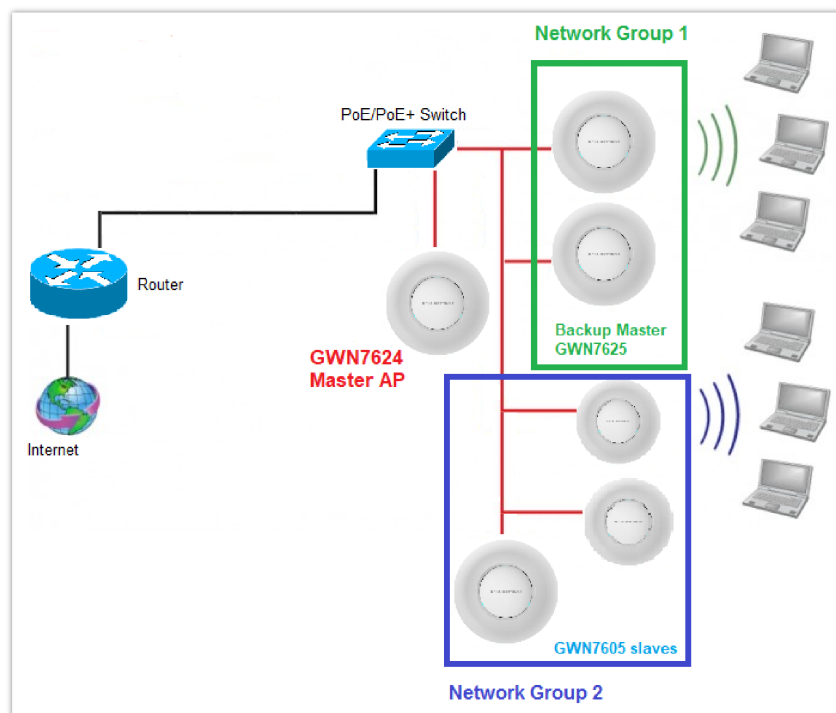 Network Group 1
PoE/PoE+ Switch
Router
GWN7624
Master AP
Backup Master
GWN7625
Internet
GWN7605 slaves
Network Group 2